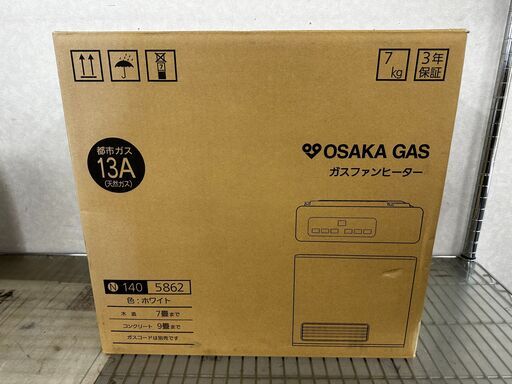 7
kg
3年
保証
7
都市ガス
13A
(天然ガス)
OSAKA GAS
ガスファンヒーター
N 140 5862
色:ホワイト
木造 7畳まで
コンクリート 9畳まで
ガスコードは別売です